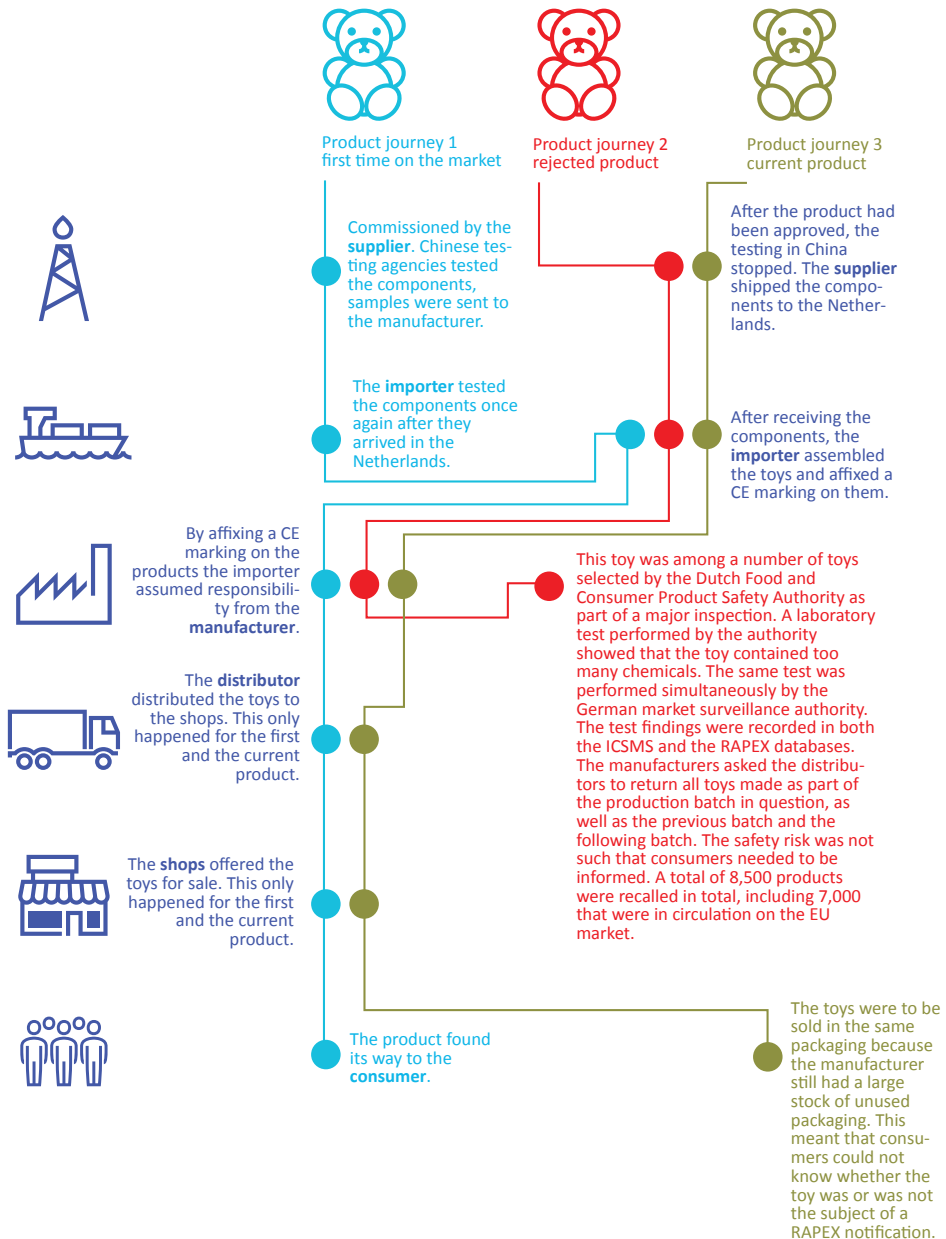 Product journey 1
first time on the market
Product journey 2
rejected product
Product journey 3
current product
Commissioned by the
supplier. Chinese tes-
ting agencies tested
the components,
samples were sent to
the manufacturer.
After the product had
been approved, the
testing in China
stopped. The supplier
shipped the compo-
nents to the Nether-
lands.
The importer tested
the components once
again after they
arrived in the
Netherlands.
After receiving the
components, the
importer assembled
the toys and affixed a
CE marking on them.
By affixing a CE
marking on the
products the importer
assumed responsibili-
ty from the
manufacturer.
This toy was among a number of toys
selected by the Dutch Food and
Consumer Product Safety Authority as
part of a major inspection. A laboratory
test performed by the authority
showed that the toy contained too
many chemicals. The same test was
performed simultaneously by the
German market surveillance authority.
The test findings were recorded in both
the ICSMS and the RAPEX databases.
The manufacturers asked the distribu-
tors to return all toys made as part of
the production batch in question, as
well as the previous batch and the
following batch. The safety risk was not
such that consumers needed to be
informed. A total of 8,500 products
were recalled in total, including 7,000
that were in circulation on the EU
market.
The distributor
distributed the toys to
the shops. This only
happened for the first
and the current
product.
The shops offered the
toys for sale. This only
happened for the first
and the current
product.
The product found
its way to the
consumer.
The toys were to be
sold in the same
packaging because
the manufacturer
still had a large
stock of unused
packaging. This
meant that consu-
mers could not
know whether the
toy was or was not
the subject of a
RAPEX notification.